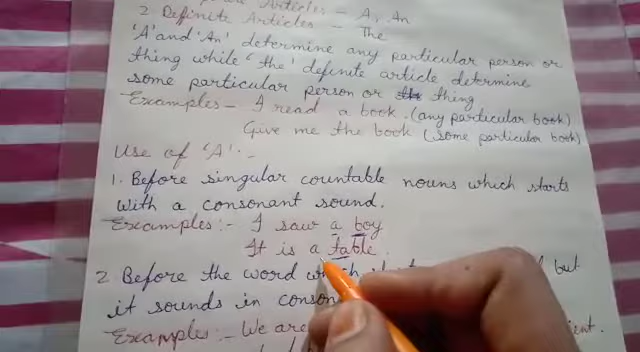 Articles - A, An
2. Definite Articles - The
'A' and 'An' determine any particular person or
thing while 'the' definite article determine
some particular person or thing
Examples - I read a book. (any particular book)
Give me the book (some particular book)
Use of 'A' :-
1. Before singular countable nouns which starts
with a consonant sound.
Examples :- I saw a boy
It is a table.
2. Before the word which but
it sounds in
Examples :- We are